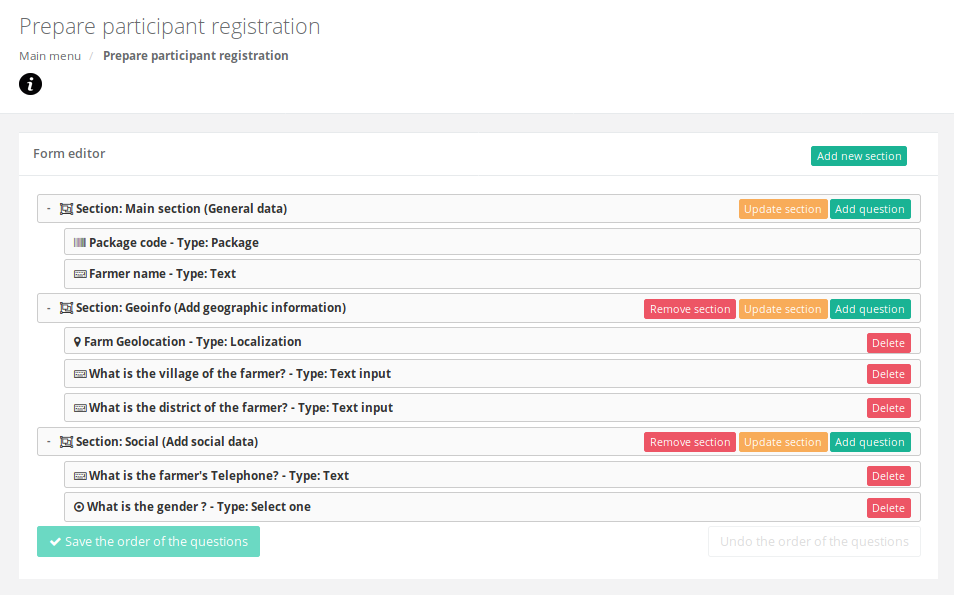 Prepare participant registration
Main menu / Prepare participant registration
i
Form editor
Add new section
- Section: Main section (General data) Update section Add question
Package code - Type: Package
Farmer name - Type: Text
- Section: Geoinfo (Add geographic information) Remove section Update section Add question
Farm Geolocation - Type: Localization Delete
What is the village of the farmer? - Type: Text input Delete
What is the district of the farmer? - Type: Text input Delete
- Section: Social (Add social data) Remove section Update section Add question
What is the farmer's Telephone? - Type: Text Delete
What is the gender ? - Type: Select one Delete
Save the order of the questions Undo the order of the questions